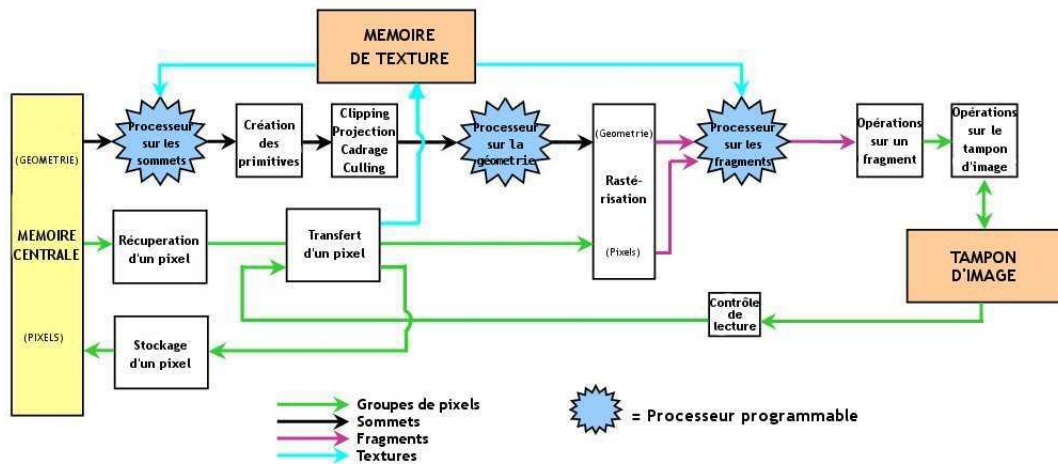 MEMOIRE
DE TEXTURE
(GEOMETRIE)
MEMOIRE
CENTRALE
(PIXELS)
Processeur
sur les
sommets
Création
des
primitives
Clipping
Projection
Cadrage
Culling
Processeur
sur la
géometrie
(Geometrie)
Rasté-
risation
(Pixels)
Processeur
sur les
fragments
Opérations
sur un
fragment
Opérations
sur le
tampon
d'image
Récuperation
d'un pixel
Transfert
d'un pixel
TAMPON
D'IMAGE
Contrôle
de
lecture
Stockage
d'un pixel
Groupes de pixels
Sommets
Fragments
Textures
= Processeur programmable